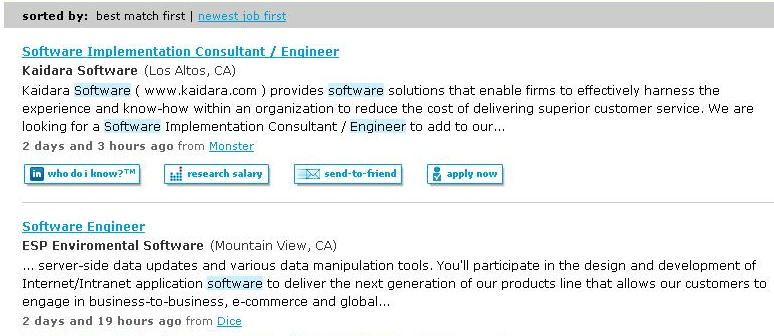 sorted by: best match first | newest job first
Software Implementation Consultant / Engineer
Kaidara Software (Los Altos, CA)
Kaidara Software ( www.kaidara.com ) provides software solutions that enable firms to effectively harness the
experience and know-how within an organization to reduce the cost of delivering superior customer service. We are
looking for a Software Implementation Consultant / Engineer to add to our...
2 days and 3 hours ago from Monster
in who do i know?™ research salary send-to-friend apply now
Software Engineer
ESP Enviromental Software (Mountain View, CA)
... server-side data updates and various data manipulation tools. You'll participate in the design and development of
Internet/Intranet application software to deliver the next generation of our products line that allows our customers to
engage in business-to-business, e-commerce and global...
2 days and 19 hours ago from Dice